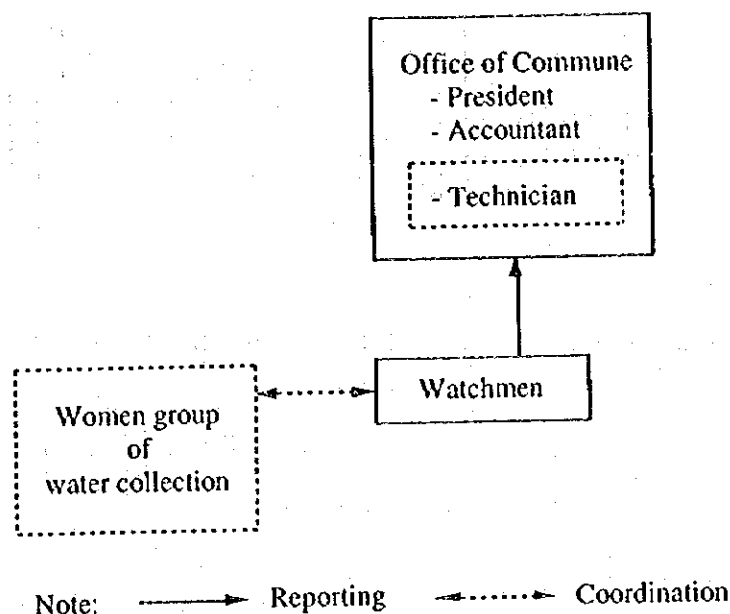 Office of Commune
- President
- Accountant
- Technician
Watchmen
Women group
of
water collection
Note: Reporting Coordination